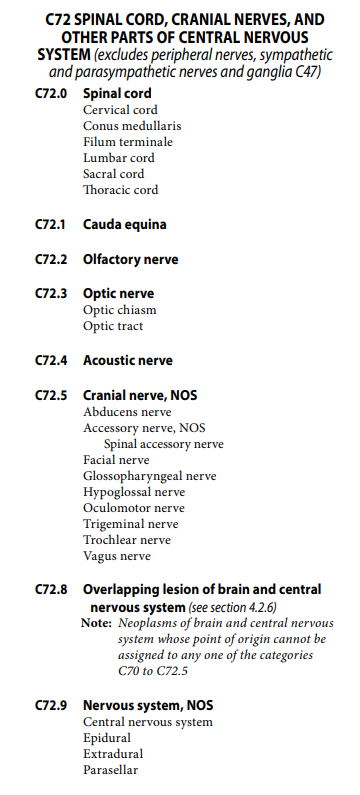 C72 SPINAL CORD, CRANIAL NERVES, AND
OTHER PARTS OF CENTRAL NERVOUS
SYSTEM (excludes peripheral nerves, sympathetic
and parasympathetic nerves and ganglia C47)
C72.0 Spinal cord
Cervical cord
Conus medullaris
Filum terminale
Lumbar cord
Sacral cord
Thoracic cord
C72.1 Cauda equina
C72.2 Olfactory nerve
C72.3 Optic nerve
Optic chiasm
Optic tract
C72.4 Acoustic nerve
C72.5 Cranial nerve, NOS
Abducens nerve
Accessory nerve, NOS
Spinal accessory nerve
Facial nerve
Glossopharyngeal nerve
Hypoglossal nerve
Oculomotor nerve
Trigeminal nerve
Trochlear nerve
Vagus nerve
C72.8 Overlapping lesion of brain and central
nervous system (see section 4.2.6)
Note: Neoplasms of brain and central nervous
system whose point of origin cannot be
assigned to any one of the categories
C70 to C72.5
C72.9 Nervous system, NOS
Central nervous system
Epidural
Extradural
Parasellar